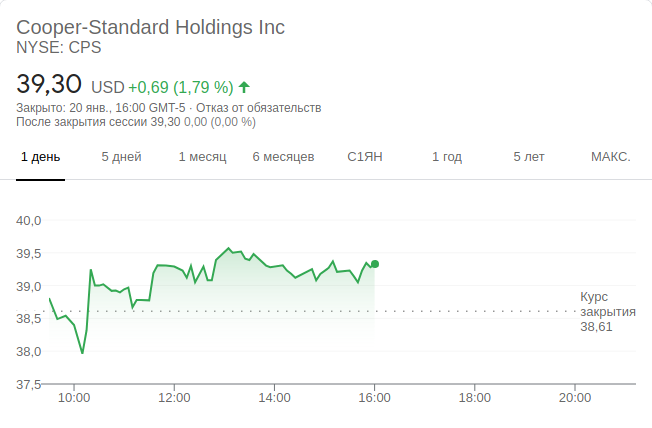 Cooper-Standard Holdings Inc
NYSE: CPS
39,30 USD +0,69 (1,79 %)
Закрыто: 20 янв., 16:00 GMT-5 · Отказ от обязательств
После закрытия сессии 39,30 0,00 (0,00 %)
1 день 5 дней 1 месяц 6 месяцев С1ЯН 1 год 5 лет МАКС.
40,0
39,5
39,0
38,5
38,0
37,5
Курс
закрытия
38,61
10:00 12:00 14:00 16:00 18:00 20:00